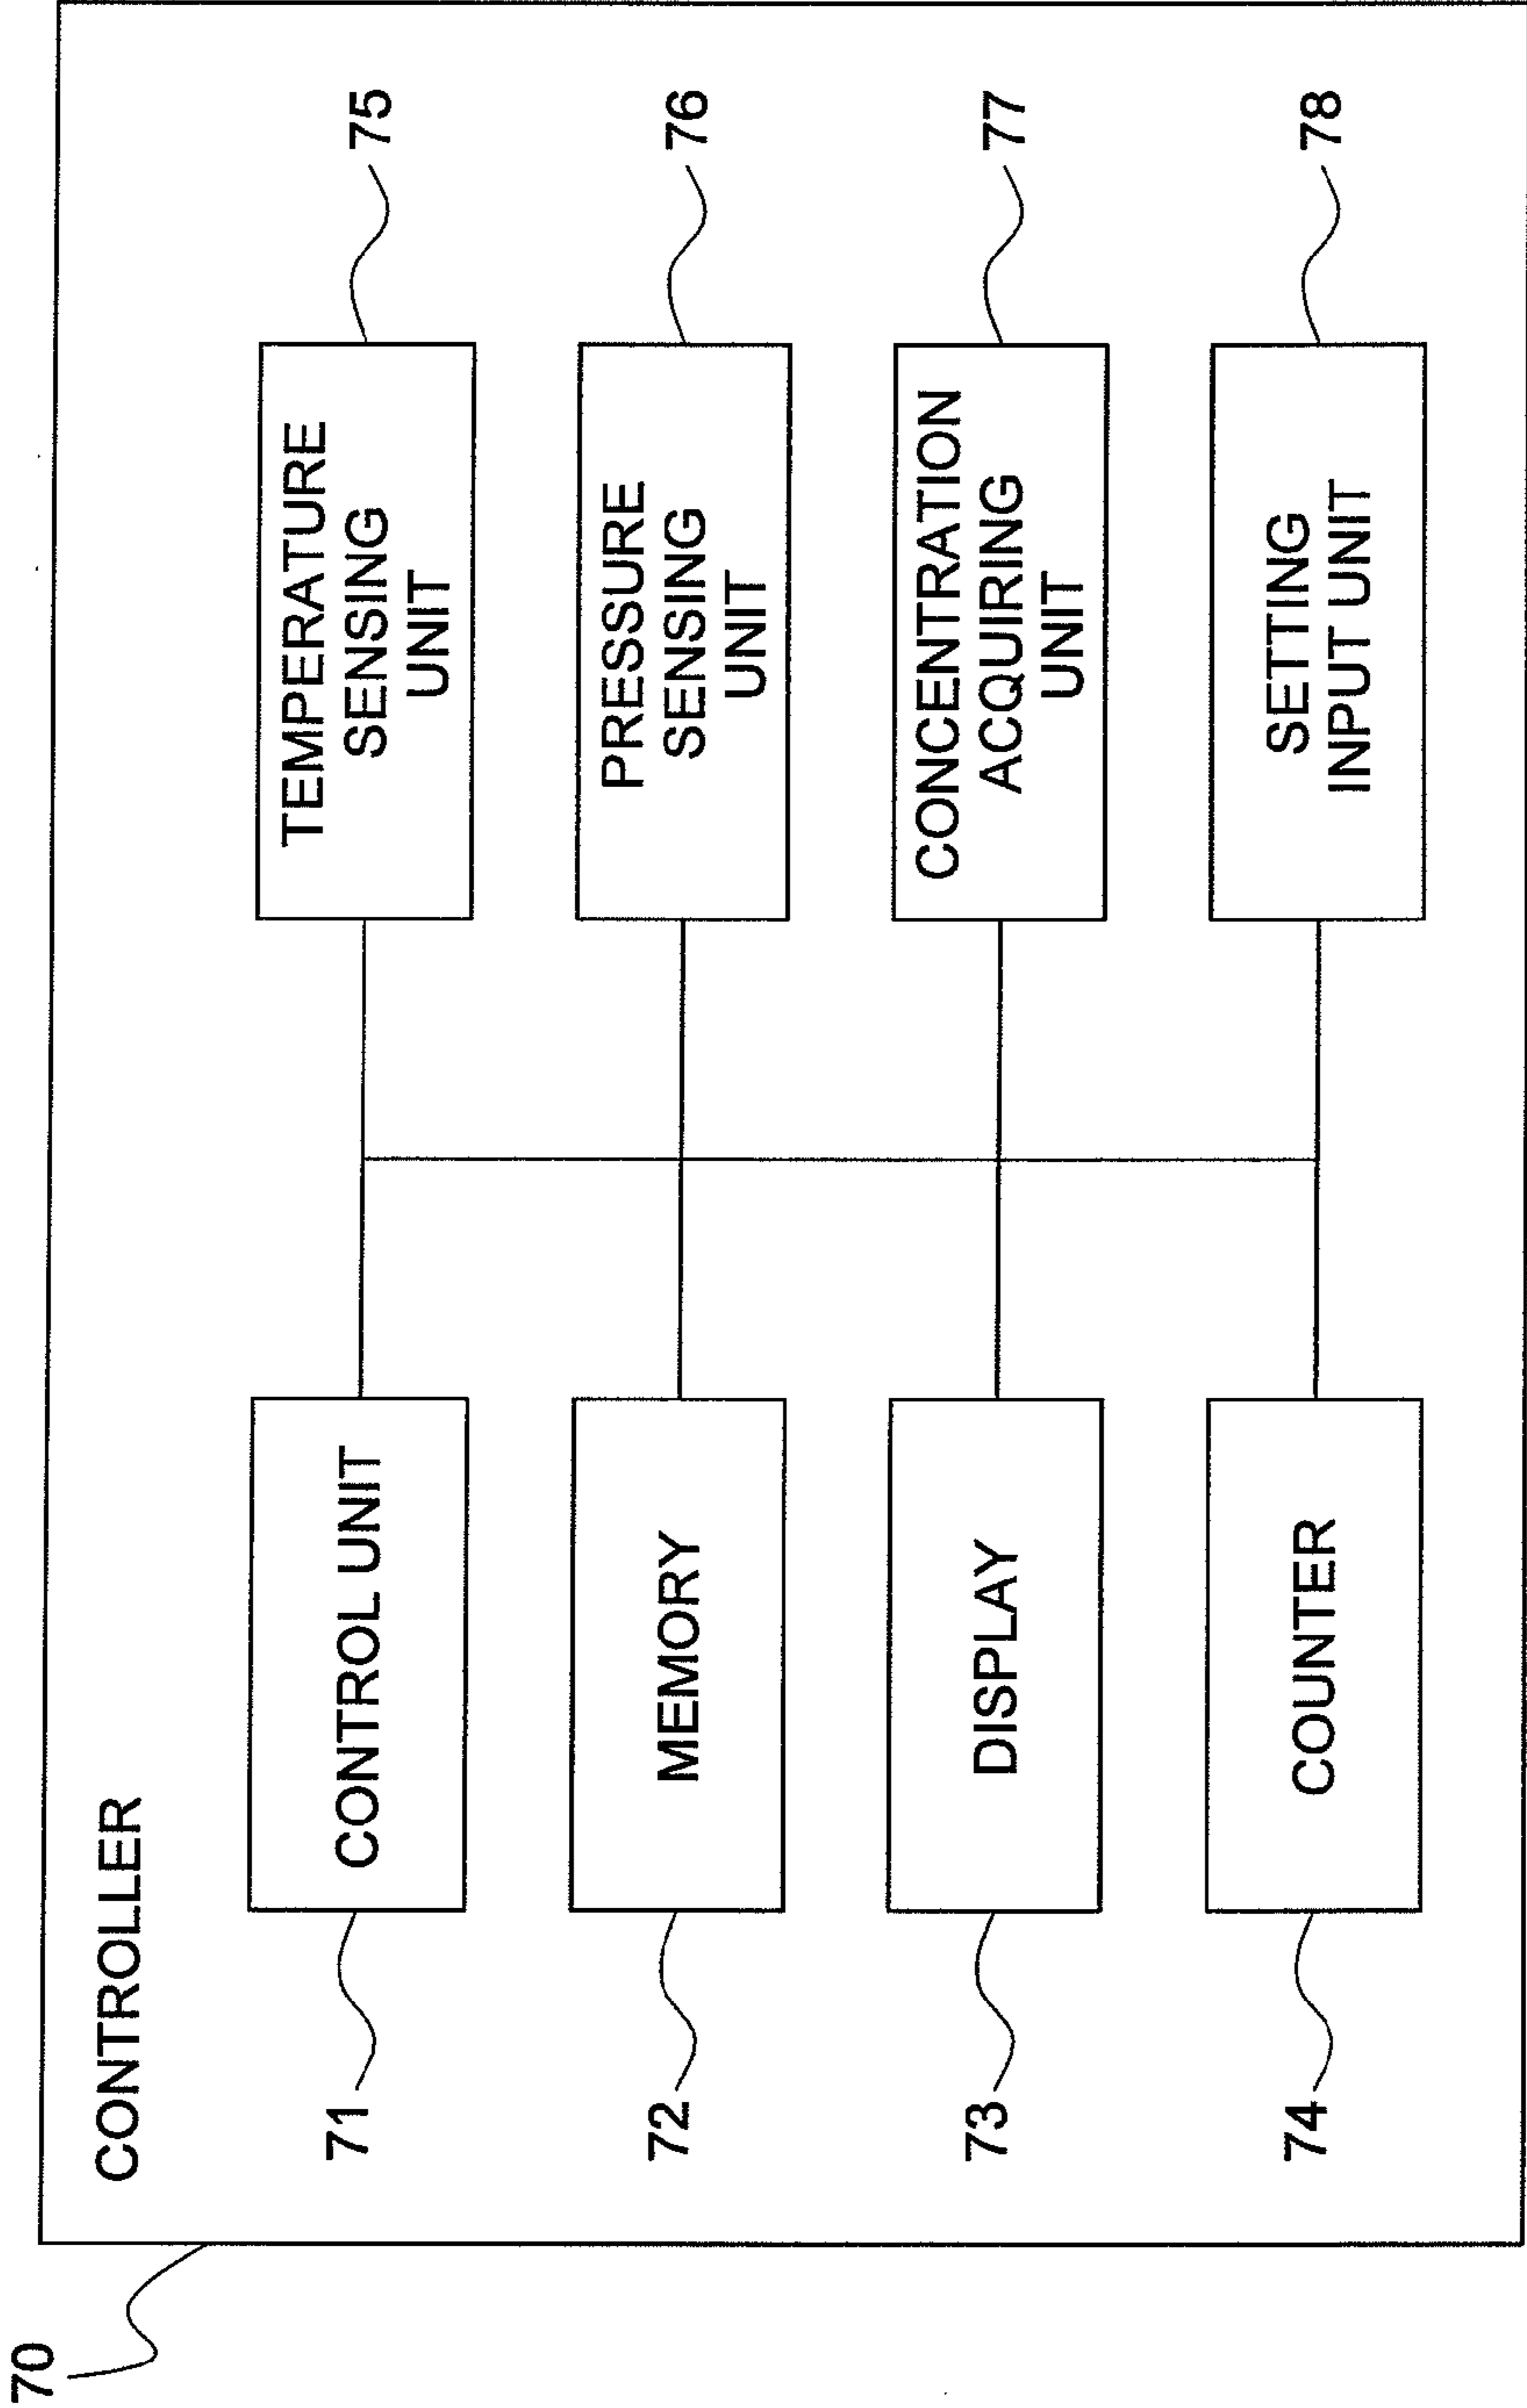 70
CONTROLLER
71
CONTROL UNIT
TEMPERATURE
SENSING
UNIT
75
72
MEMORY
PRESSURE
SENSING
UNIT
76
73
DISPLAY
CONCENTRATION
ACQUIRING
UNIT
77
74
COUNTER
SETTING
INPUT UNIT
78